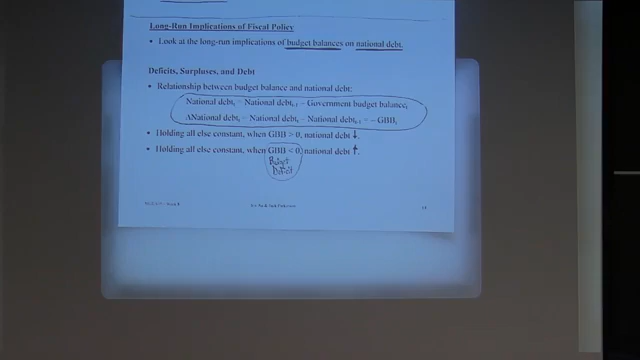 Long-Run Implications of Fiscal Policy
• Look at the long-run implications of budget balances on national debt.
Deficits, Surpluses, and Debt
• Relationship between budget balance and national debt:
National debtₜ = National debtₜ₋₁ − Government budget balanceₜ
ΔNational debtₜ = National debtₜ − National debtₜ₋₁ = − GBBₜ
• Holding all else constant, when GBB > 0, national debt ↓.
• Holding all else constant, when GBB < 0, national debt ↑.
Budget
Deficit